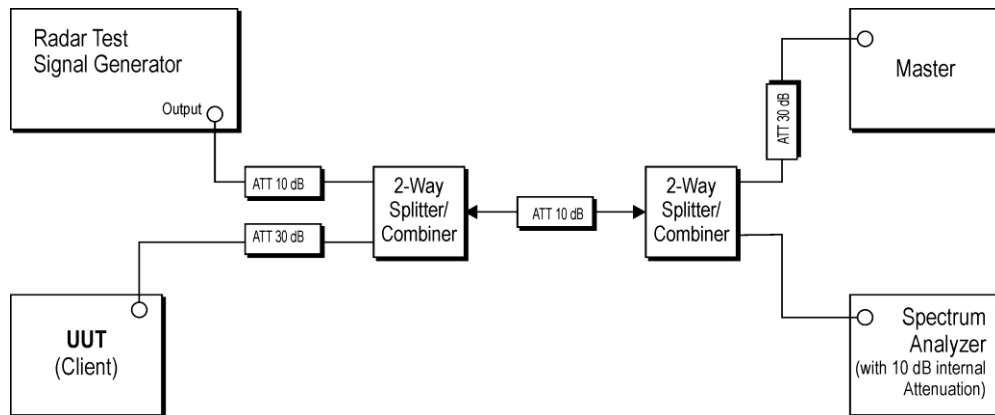 Radar Test
Signal Generator
Output
ATT 10 dB
ATT 30 dB
2-Way
Splitter/
Combiner
ATT 10 dB
2-Way
Splitter/
Combiner
ATT 30 dB
Master
UUT
(Client)
Spectrum
Analyzer
(with 10 dB internal
Attenuation)